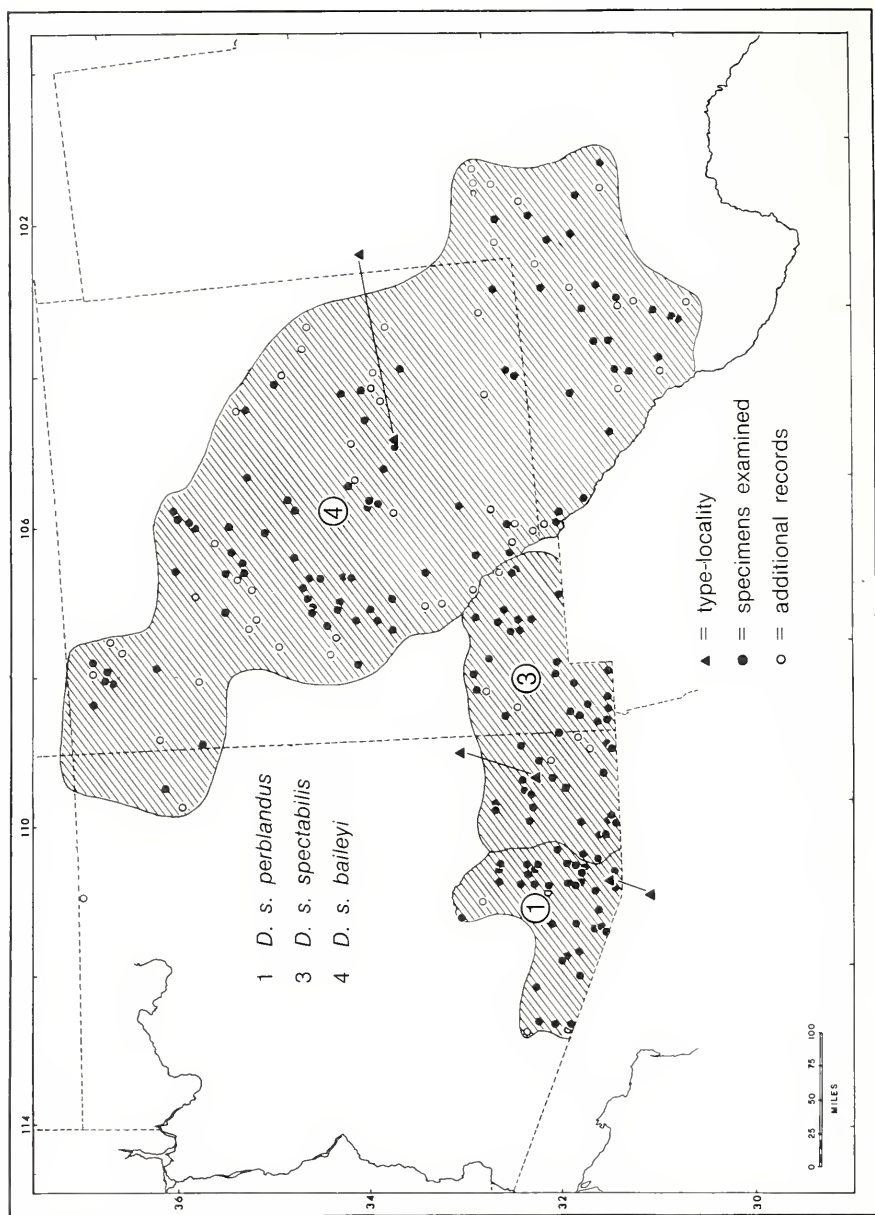 114
110
106
102
36
34
32
30
4
3
1
1 D. s. perblandus
3 D. s. spectabilis
4 D. s. baileyi
▲ = type-locality
● = specimens examined
○ = additional records
0 25 50 75 100
MILES